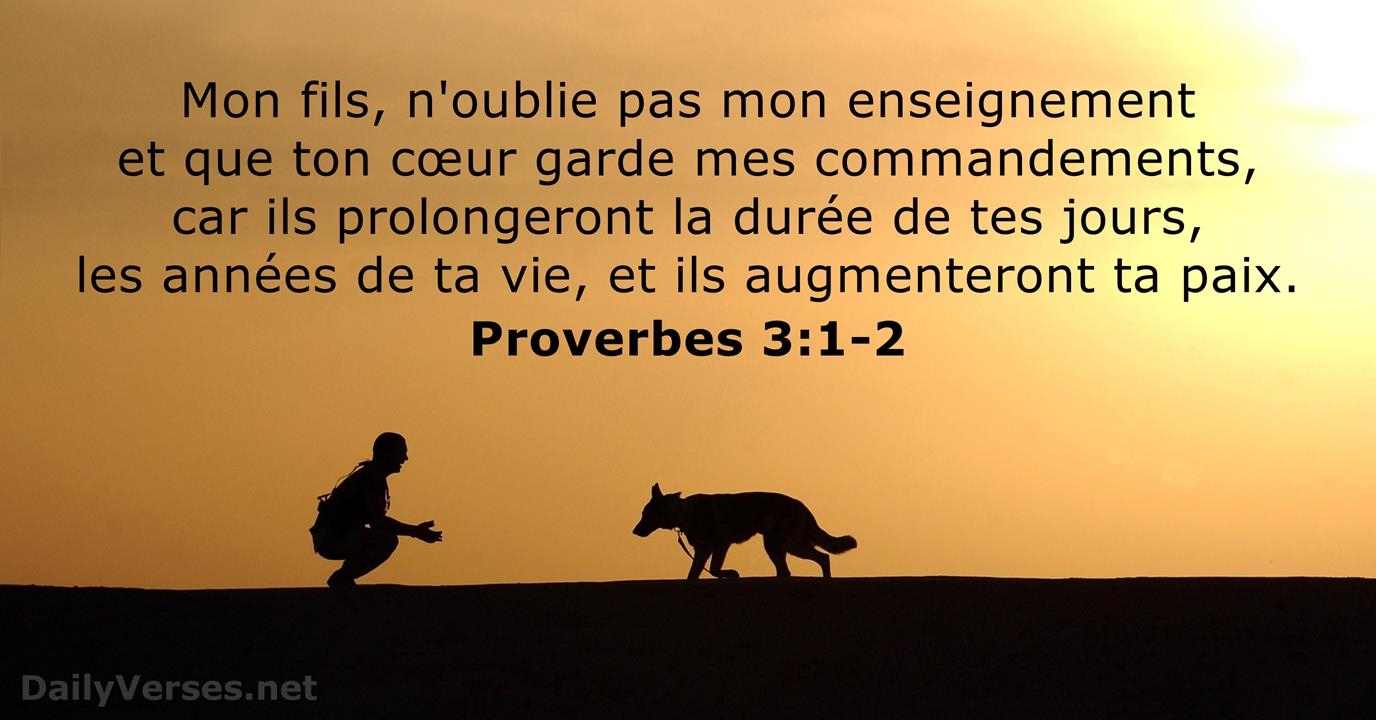 Mon fils, n'oublie pas mon enseignement
et que ton cœur garde mes commandements,
car ils prolongeront la durée de tes jours,
les années de ta vie, et ils augmenteront ta paix.
Proverbes 3:1-2
DailyVerses.net